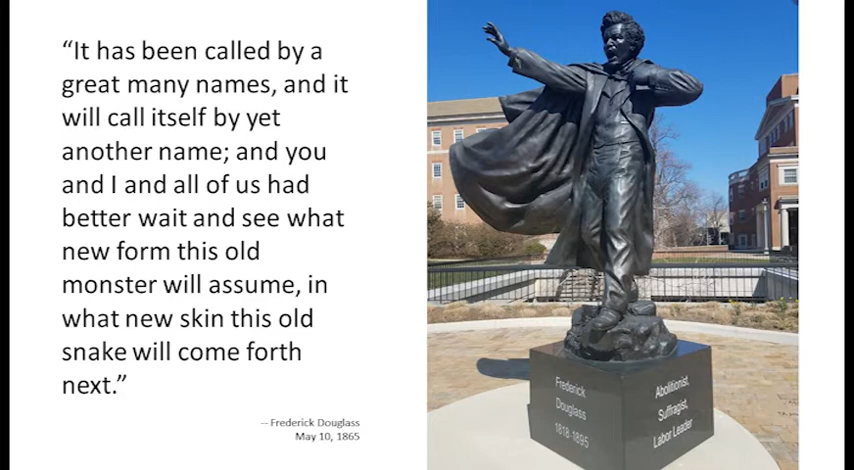 “It has been called by a
great many names, and it
will call itself by yet
another name; and you
and I and all of us had
better wait and see what
new form this old
monster will assume, in
what new skin this old
snake will come forth
next.”
-- Frederick Douglass
May 10, 1865
Frederick
Douglass
1818-1895
Abolitionist,
Suffragist,
Labor Leader